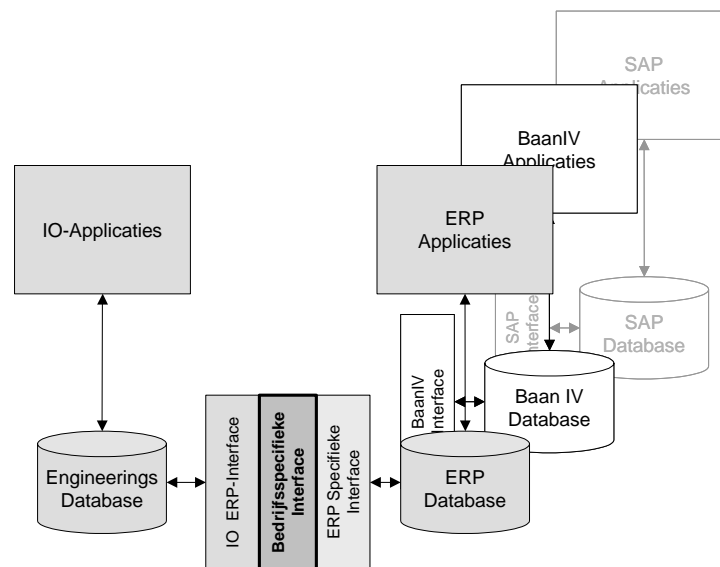 SAP
Applicaties
BaanIV
Applicaties
IO-Applicaties
ERP
Applicaties
SAP
Interface
SAP
Database
BaanIV
Interface
Baan IV
Database
Engineerings
Database
IO ERP-Interface
Bedrijfsspecifieke
Interface
ERP Specifieke
Interface
ERP
Database